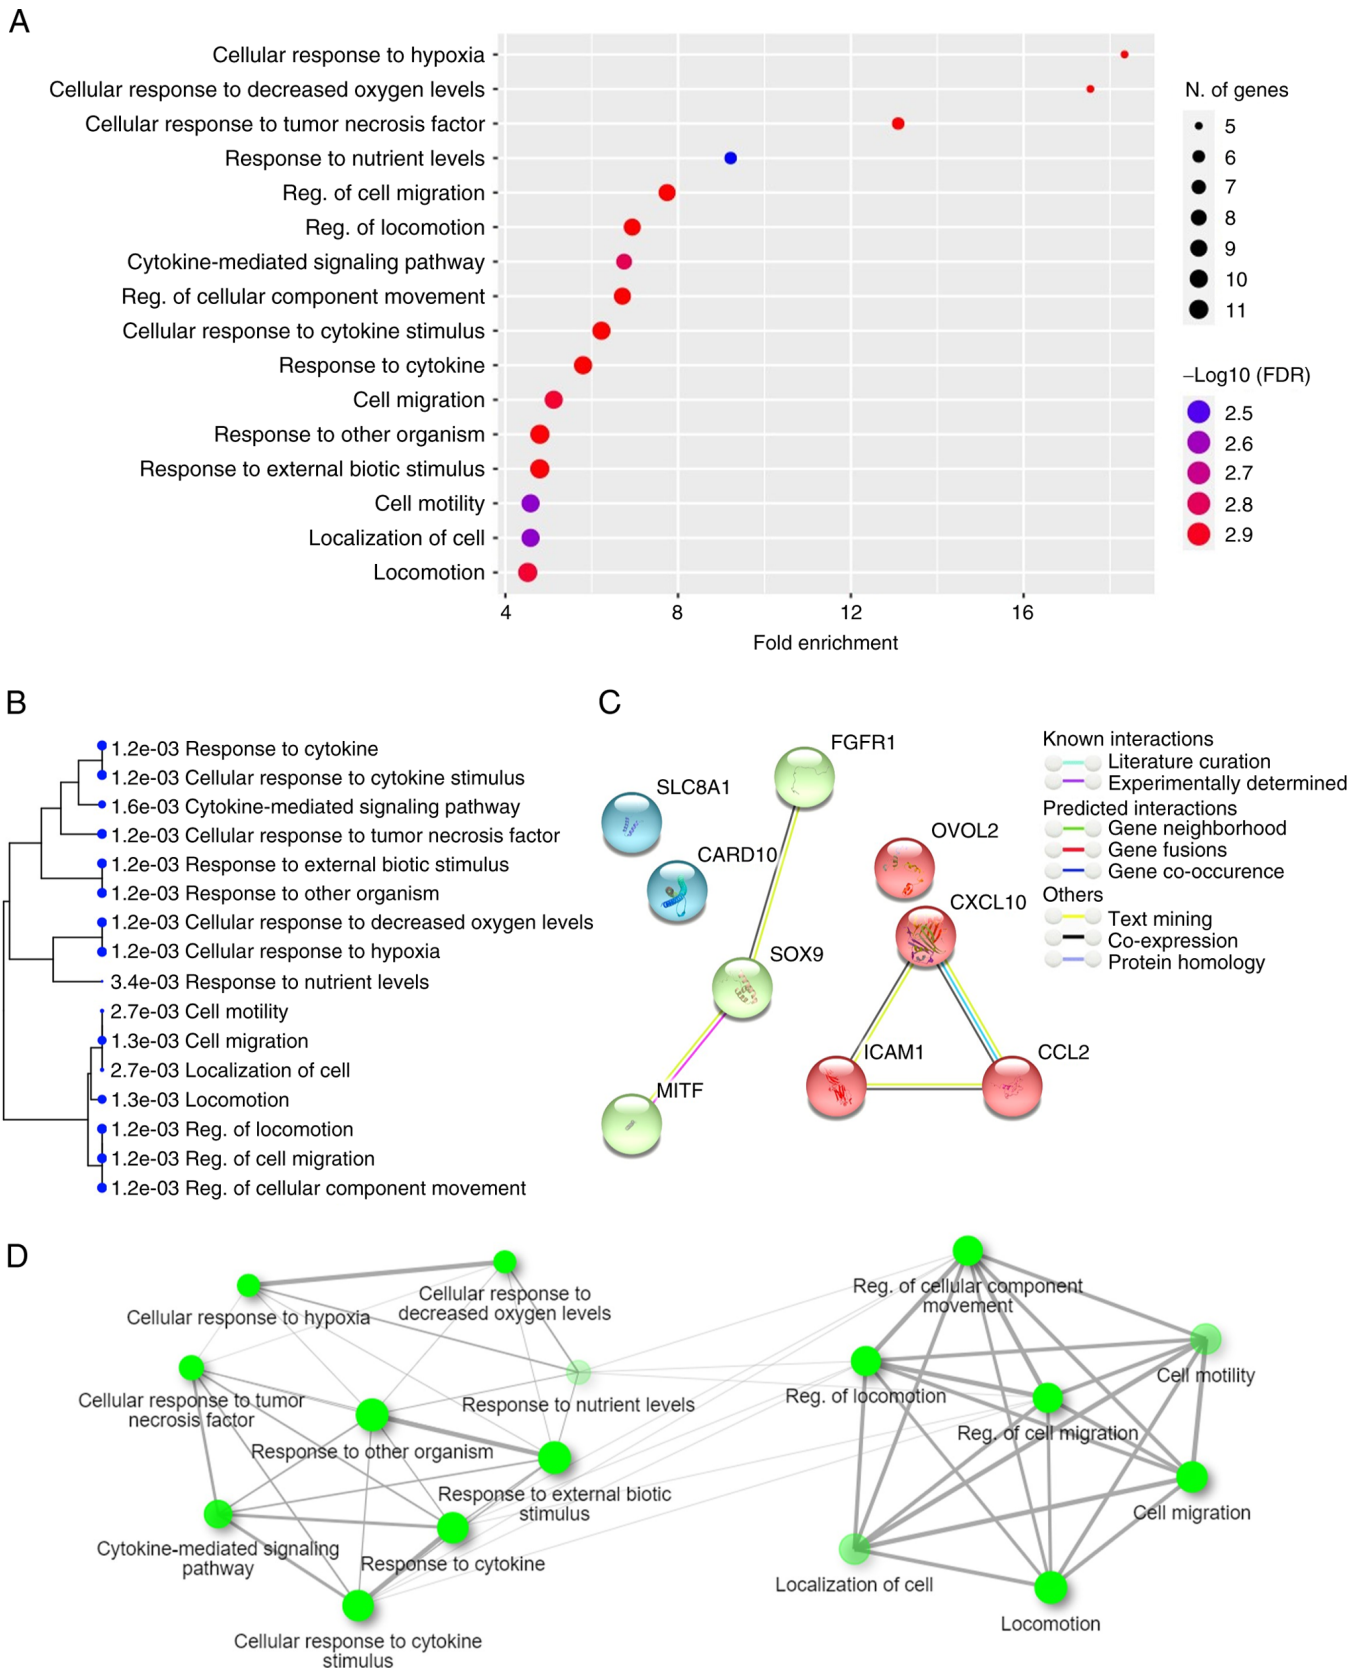 A
Cellular response to hypoxia
Cellular response to decreased oxygen levels
Cellular response to tumor necrosis factor
Response to nutrient levels
Reg. of cell migration
Reg. of locomotion
Cytokine-mediated signaling pathway
Reg. of cellular component movement
Cellular response to cytokine stimulus
Response to cytokine
Cell migration
Response to other organism
Response to external biotic stimulus
Cell motility
Localization of cell
Locomotion
4 8 12 16
Fold enrichment
N. of genes
5
6
7
8
9
10
11
–Log10 (FDR)
2.5
2.6
2.7
2.8
2.9
B
1.2e-03 Response to cytokine
1.2e-03 Cellular response to cytokine stimulus
1.6e-03 Cytokine-mediated signaling pathway
1.2e-03 Cellular response to tumor necrosis factor
1.2e-03 Response to external biotic stimulus
1.2e-03 Response to other organism
1.2e-03 Cellular response to decreased oxygen levels
1.2e-03 Cellular response to hypoxia
3.4e-03 Response to nutrient levels
2.7e-03 Cell motility
1.3e-03 Cell migration
2.7e-03 Localization of cell
1.3e-03 Locomotion
1.2e-03 Reg. of locomotion
1.2e-03 Reg. of cell migration
1.2e-03 Reg. of cellular component movement
C
FGFR1
SLC8A1
CARD10
OVOL2
CXCL10
SOX9
ICAM1
CCL2
MITF
Known interactions
Literature curation
Experimentally determined
Predicted interactions
Gene neighborhood
Gene fusions
Gene co-occurence
Others
Text mining
Co-expression
Protein homology
D
Cellular response to hypoxia
Cellular response to
decreased oxygen levels
Cellular response to tumor
necrosis factor
Response to nutrient levels
Response to other organism
Response to external biotic
stimulus
Cytokine-mediated signaling
pathway
Response to cytokine
Cellular response to cytokine
stimulus
Reg. of cellular component
movement
Cell motility
Reg. of locomotion
Reg. of cell migration
Cell migration
Localization of cell
Locomotion